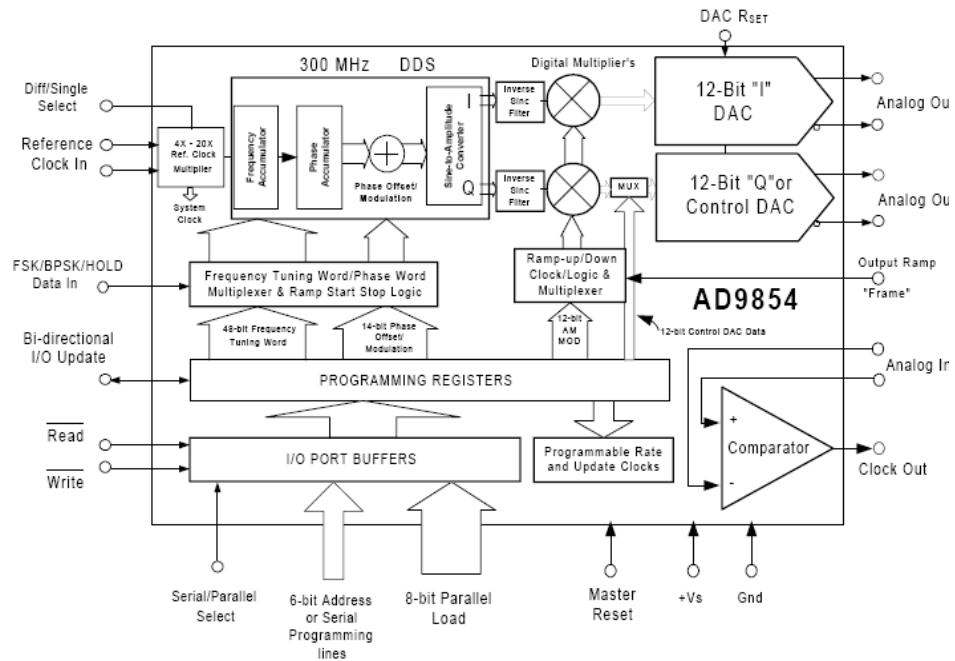 DAC RSET
300 MHz DDS
Digital Multiplier's
Diff/Single
Select
Reference
Clock In
4X - 20X
Ref. Clock
Multiplier
System
Clock
Frequency
Accumulator
Phase
Accumulator
Phase Offset/
Modulation
Sine-to-Amplitude
Converter
I
Q
Inverse
Sinc
Filter
Inverse
Sinc
Filter
MUX
12-Bit "I"
DAC
12-Bit "Q"or
Control DAC
Analog Ou
Analog Ou
FSK/BPSK/HOLD
Data In
Frequency Tuning Word/Phase Word
Multiplexer & Ramp Start Stop Logic
Ramp-up/Down
Clock/Logic &
Multiplexer
Output Ramp
"Frame"
AD9854
48-bit Frequency
Tuning Word
14-bit Phase
Offset/
Modulation
12-bit
AM
MOD
12-bit Control DAC Data
Bi-directional
I/O Update
PROGRAMMING REGISTERS
Analog In
Read
Write
I/O PORT BUFFERS
Programmable Rate
and Update Clocks
+
Comparator
-
Clock Out
Serial/Parallel
Select
6-bit Address
or Serial
Programming
lines
8-bit Parallel
Load
Master
Reset
+Vs
Gnd